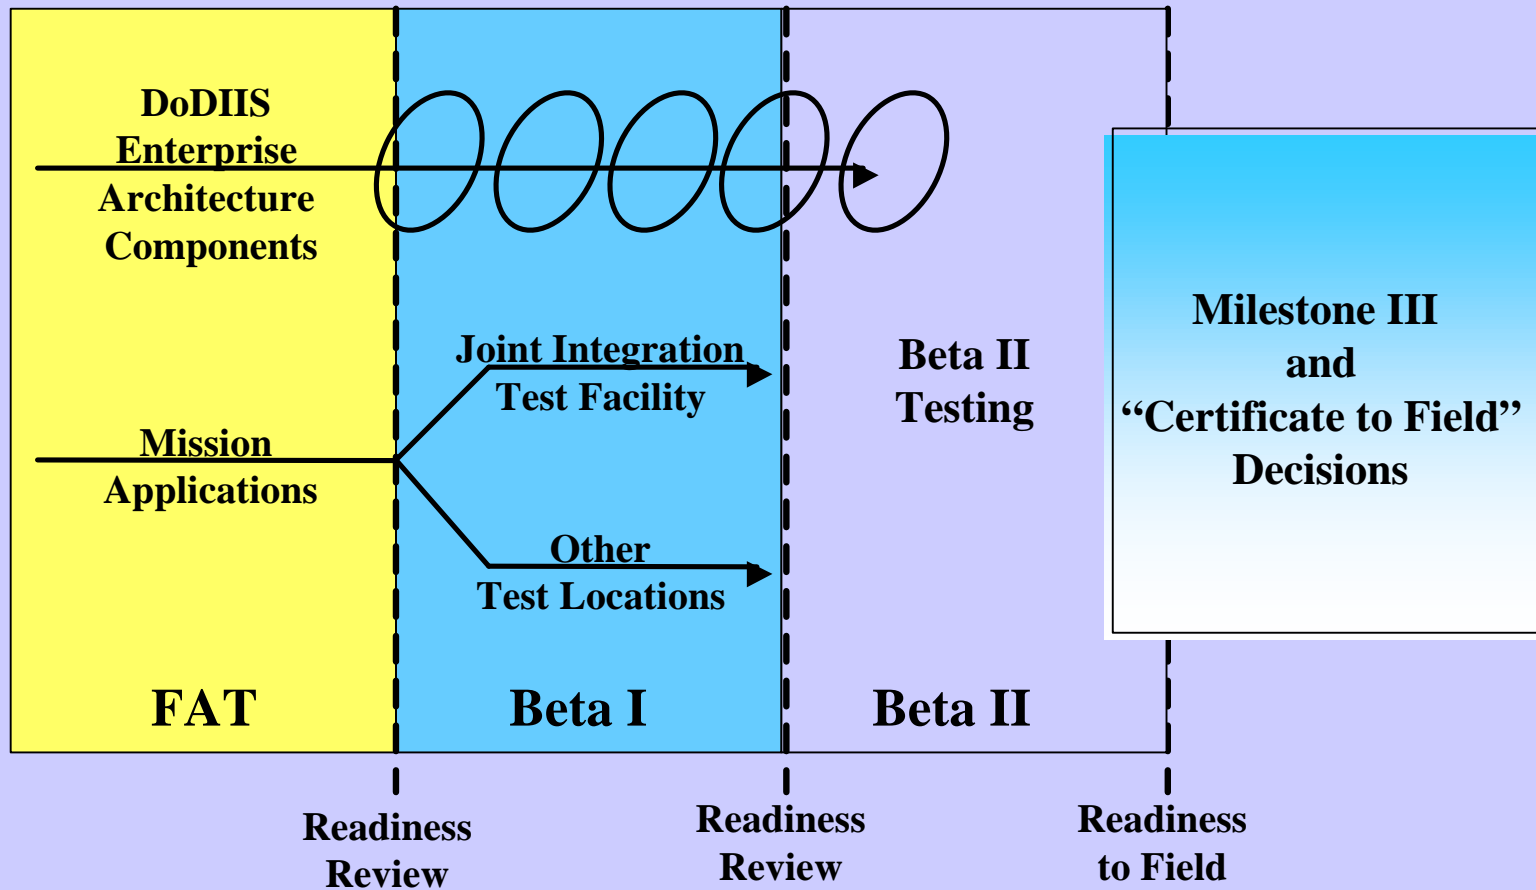 DoDIIS
Enterprise
Architecture
Components
Joint Integration
Test Facility
Mission
Applications
Other
Test Locations
Beta II
Testing
Milestone III
and
“Certificate to Field”
Decisions
FAT
Beta I
Beta II
Readiness
Review
Readiness
Review
Readiness
to Field